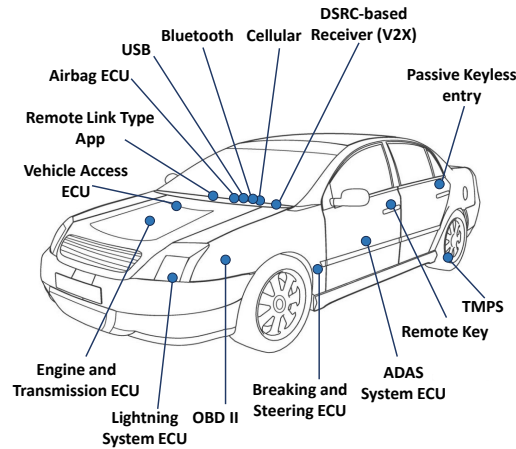 DSRC-based
Receiver (V2X)
Bluetooth
Cellular
USB
Airbag ECU
Passive Keyless
entry
Remote Link Type
App
Vehicle Access
ECU
TMPS
Remote Key
Engine and
Transmission ECU
Lightning
System ECU
OBD II
Breaking and
Steering ECU
ADAS
System ECU